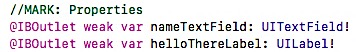 //MARK: Properties
@IBOutlet weak var nameTextField: UITextField!
@IBOutlet weak var helloThereLabel: UILabel!